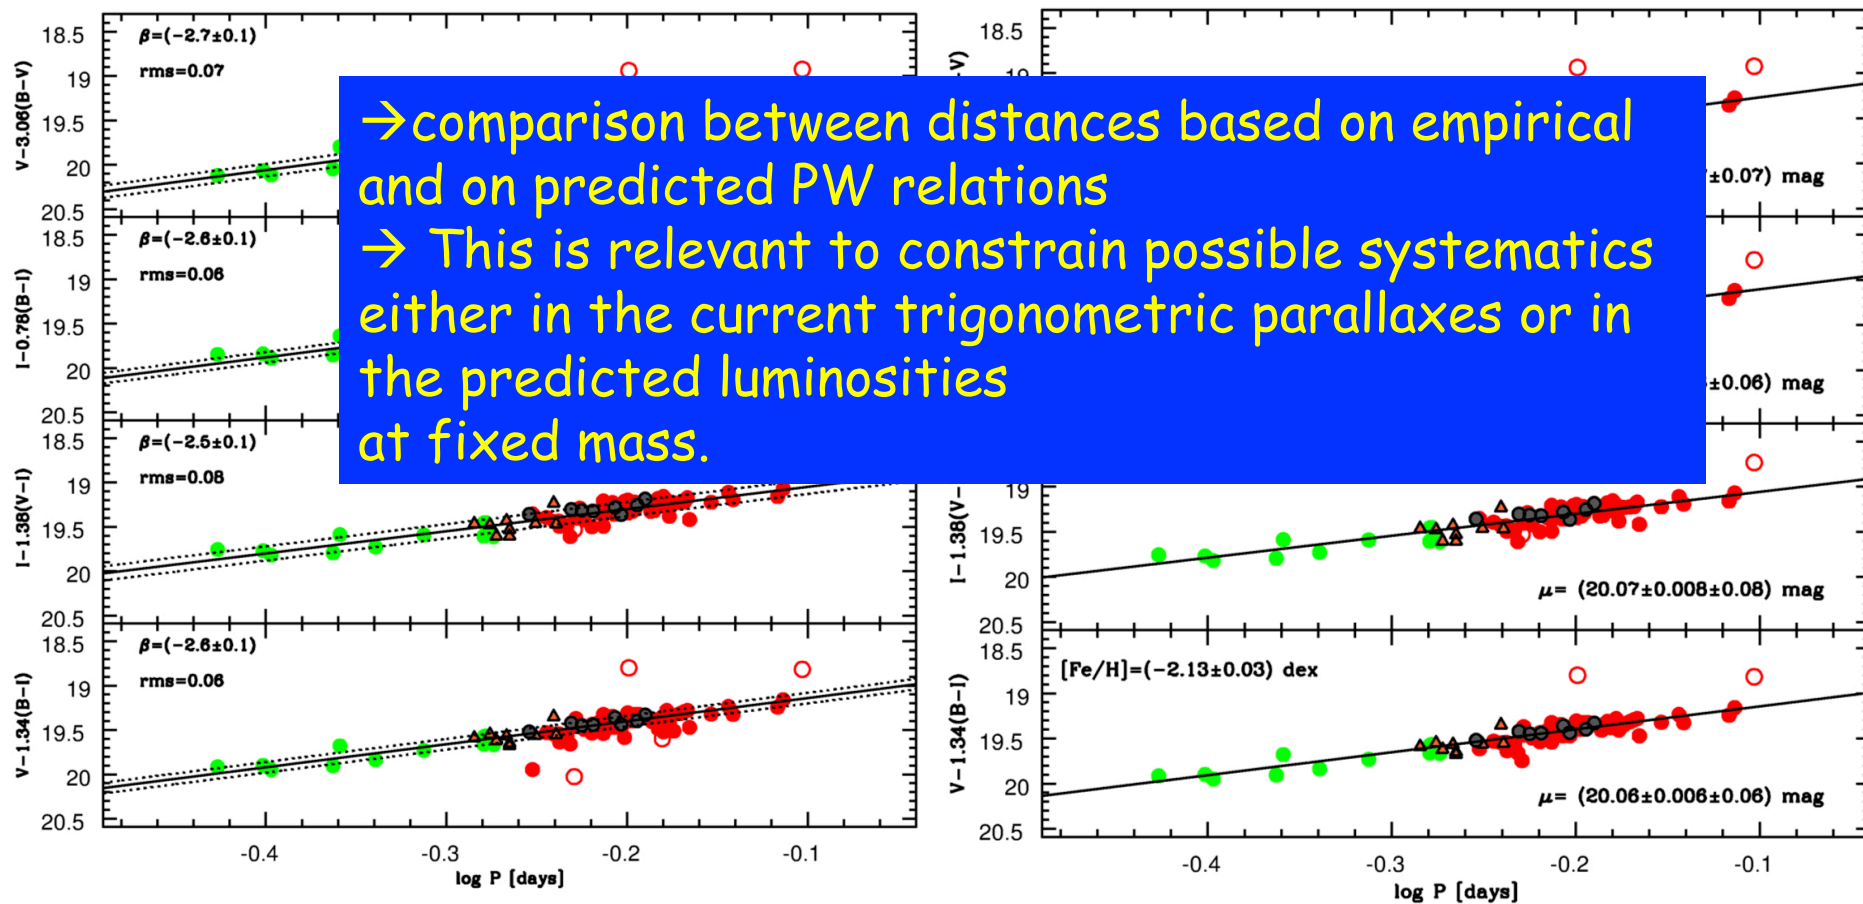 18.5
19
19.5
20
20.5
V-3.06(B-V)
β=(-2.7±0.1)
rms=0.07
18.5
19
19.5
20
20.5
I-0.78(B-I)
β=(-2.6±0.1)
rms=0.06
18.5
19
19.5
20
20.5
I-1.38(V-I)
β=(-2.5±0.1)
rms=0.08
18.5
19
19.5
20
20.5
V-1.34(B-I)
β=(-2.6±0.1)
rms=0.06
-0.4
-0.3
-0.2
-0.1
log P [days]
→comparison between distances based on empirical
and on predicted PW relations
→ This is relevant to constrain possible systematics
either in the current trigonometric parallaxes or in
the predicted luminosities
at fixed mass.
18.5
19
-V)
±0.07) mag
±0.06) mag
19
19.5
20
20.5
I-1.38(V-
μ= (20.07±0.008±0.08) mag
18.5
19
19.5
20
20.5
V-1.34(B-I)
[Fe/H]=(-2.13±0.03) dex
μ= (20.06±0.006±0.06) mag
-0.4
-0.3
-0.2
-0.1
log P [days]